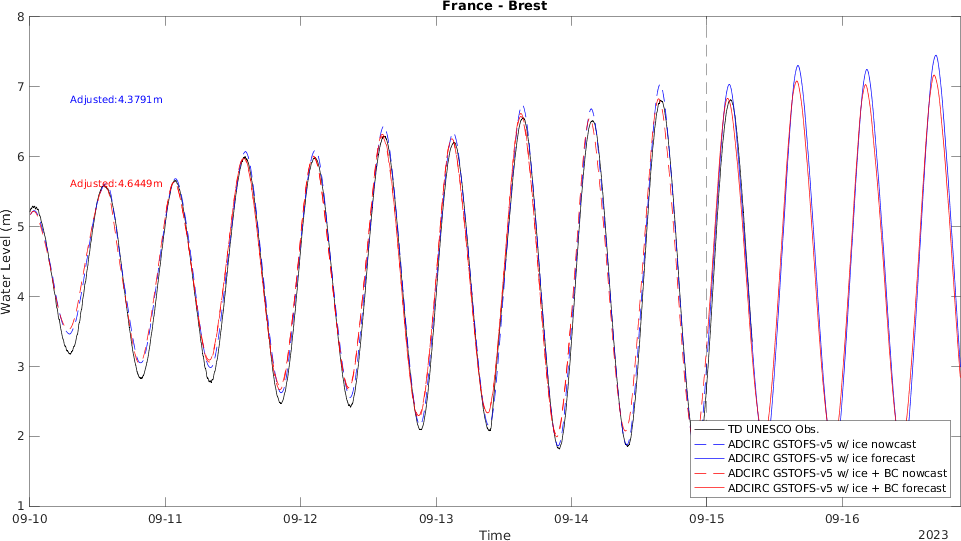 France - Brest
8
7
6
5
4
3
2
1
Water Level (m)
Adjusted:4.3791m
Adjusted:4.6449m
TD UNESCO Obs.
ADCIRC GSTOFS-v5 w/ ice nowcast
ADCIRC GSTOFS-v5 w/ ice forecast
ADCIRC GSTOFS-v5 w/ ice + BC nowcast
ADCIRC GSTOFS-v5 w/ ice + BC forecast
09-10 09-11 09-12 09-13 09-14 09-15 09-16
Time
2023